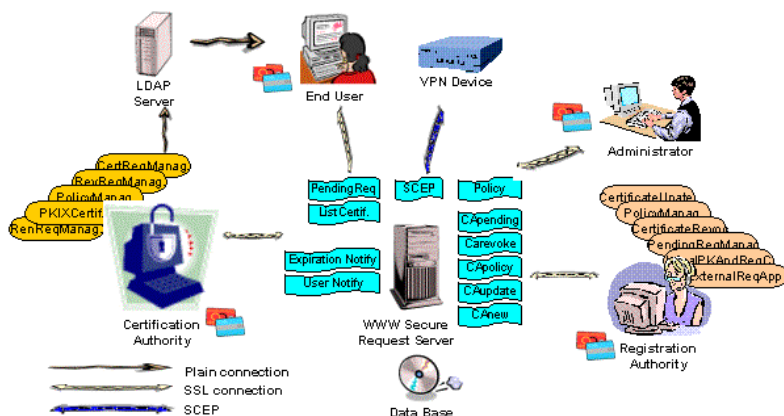 LDAP
Server
End User
VPN Device
Administrator
CertReqManag.
RevReqManag.
PolicyManag.
PKIXCertif.
RenReqManag.
PendingReq
ListCertif.
SCEP
Policy
CApending
Carevoke
CApolicy
CAupdate
CAnew
Expiration Notify
User Notify
CertificateUpdate
PolicyManag.
PendingReqManag
ExternalReqApp
Certification
Authority
WWW Secure
Request Server
Registration
Authority
Plain connection
SSL connection
SCEP
Data Base